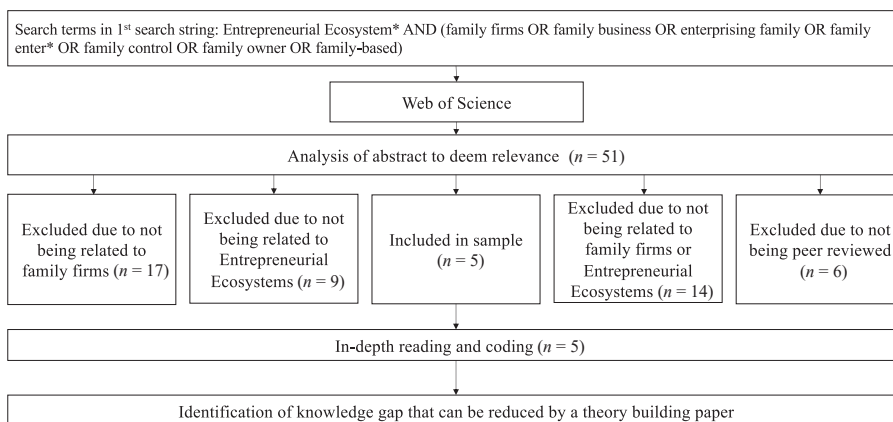 Search terms in 1st search string: Entrepreneurial Ecosystem* AND (family firms OR family business OR enterprising family OR family
enter* OR family control OR family owner OR family-based)
Web of Science
Analysis of abstract to deem relevance (n = 51)
Excluded due to not
being related to
family firms (n = 17)
Excluded due to not
being related to
Entrepreneurial
Ecosystems (n = 9)
Included in sample
(n = 5)
Excluded due to not
being related to
family firms or
Entrepreneurial
Ecosystems (n = 14)
Excluded due to not
being peer reviewed
(n = 6)
In-depth reading and coding (n = 5)
Identification of knowledge gap that can be reduced by a theory building paper